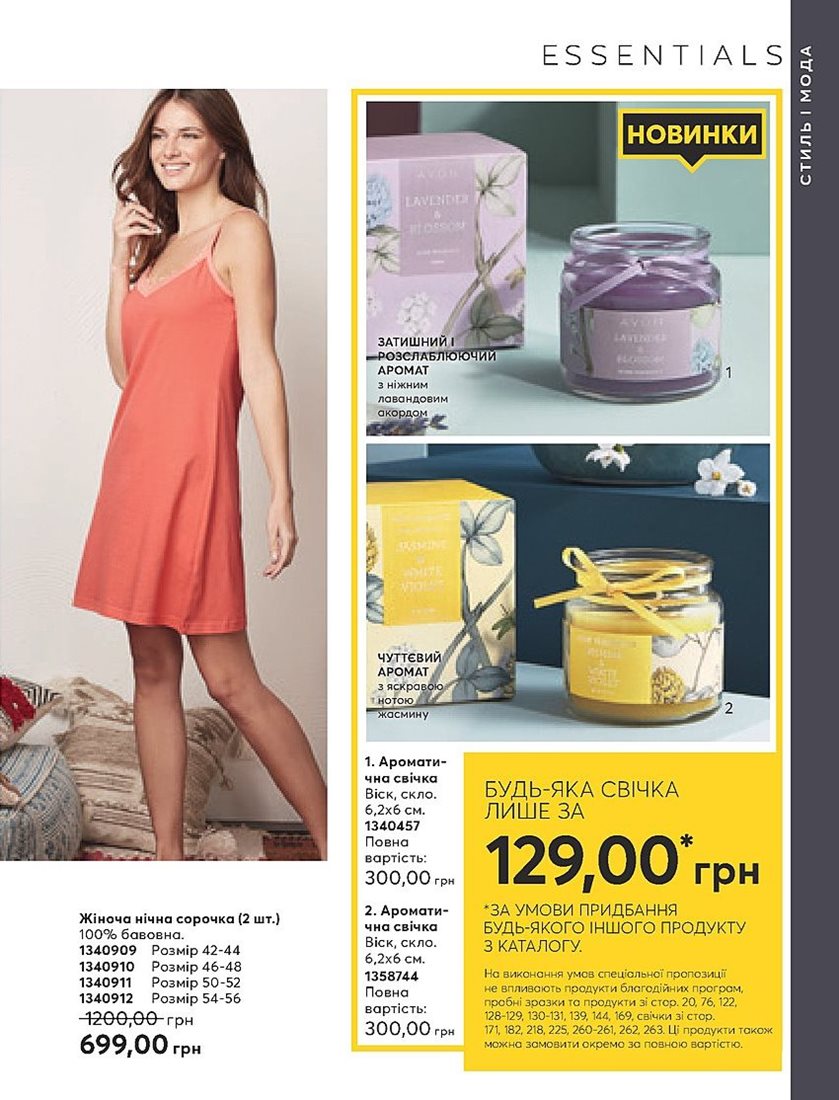 ESSENTIALS
СТИЛЬ І МОДА
НОВИНКИ
AVON
LAVENDER
&
BLOSSOM
AVON
LAVENDER
&
BLOSSOM
ЗАТИШНИЙ І
РОЗСЛАБЛЮЮЧИЙ
АРОМАТ
з ніжним
лавандовим
акордом
1
JASMINE
WHITE
VIOLET
WHITE
VIOLET
ЧУТТЄВИЙ
АРОМАТ
з яскравою
нотою
жасмину
2
1. Аромати-
чна свічка
Віск, скло.
6,2х6 см.
1340457
Повна
вартість:
300,00 грн
2. Аромати-
чна свічка
Віск, скло.
6,2х6 см.
1358744
Повна
вартість:
300,00 грн
БУДЬ-ЯКА СВІЧКА
ЛИШЕ ЗА
129,00* грн
*ЗА УМОВИ ПРИДБАННЯ
БУДЬ-ЯКОГО ІНШОГО ПРОДУКТУ
З КАТАЛОГУ.
На виконання умов спеціальної пропозиції
не впливають продукти благодійних програм,
пробні зразки та продукти зі стор. 20, 76, 122,
128-129, 130-131, 139, 144, 169, свічки зі стор.
171, 182, 218, 225, 260-261, 262, 263. Ці продукти також
можна замовити окремо за повною вартістю.
Жіноча нічна сорочка (2 шт.)
100% бавовна.
1340909 Розмір 42-44
1340910 Розмір 46-48
1340911 Розмір 50-52
1340912 Розмір 54-56
1200,00 грн
699,00 грн